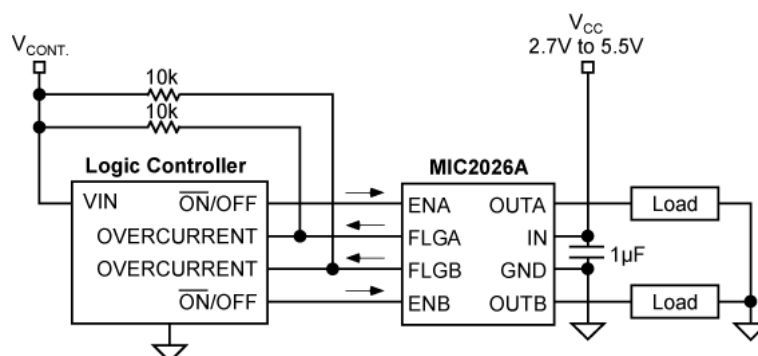 V_CC
2.7V to 5.5V
V_CONT.
10k
10k
Logic Controller
MIC2026A
VIN
ON/OFF
OVERCURRENT
OVERCURRENT
ON/OFF
ENA
FLGA
FLGB
ENB
OUTA
IN
GND
OUTB
Load
1µF
Load